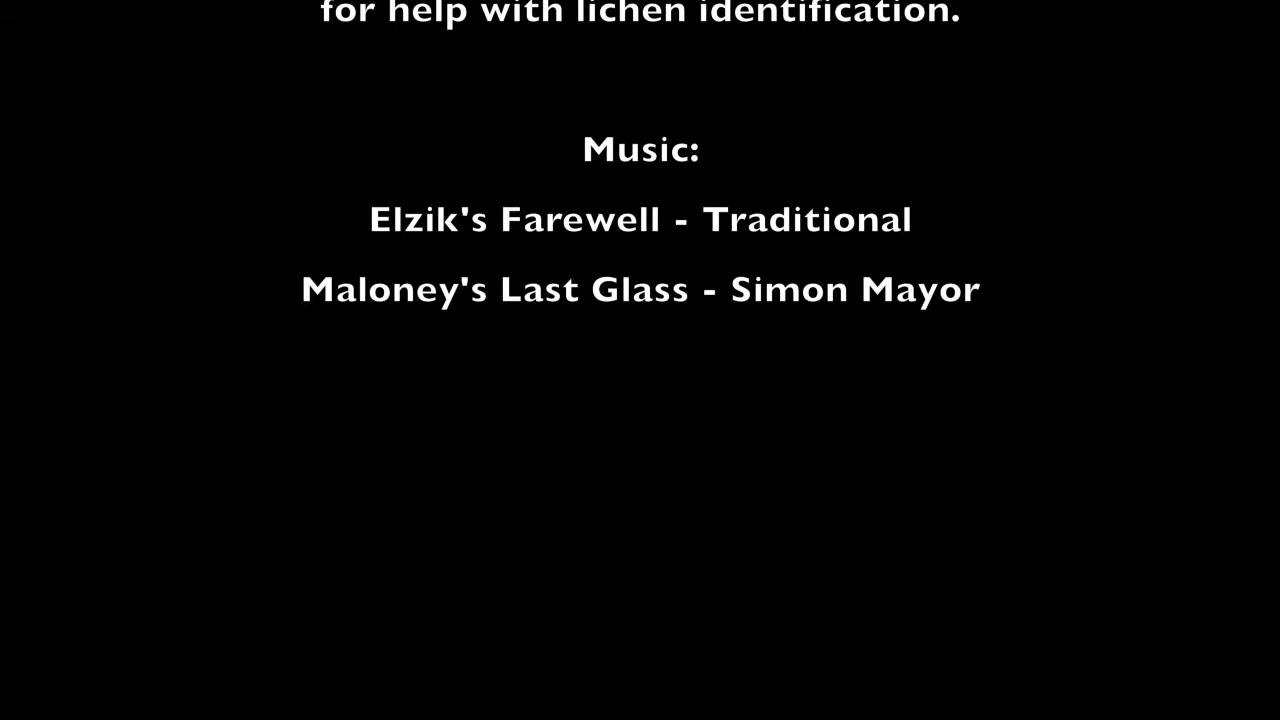 for help with lichen identification.
Music:
Elzik's Farewell - Traditional
Maloney's Last Glass - Simon Mayor